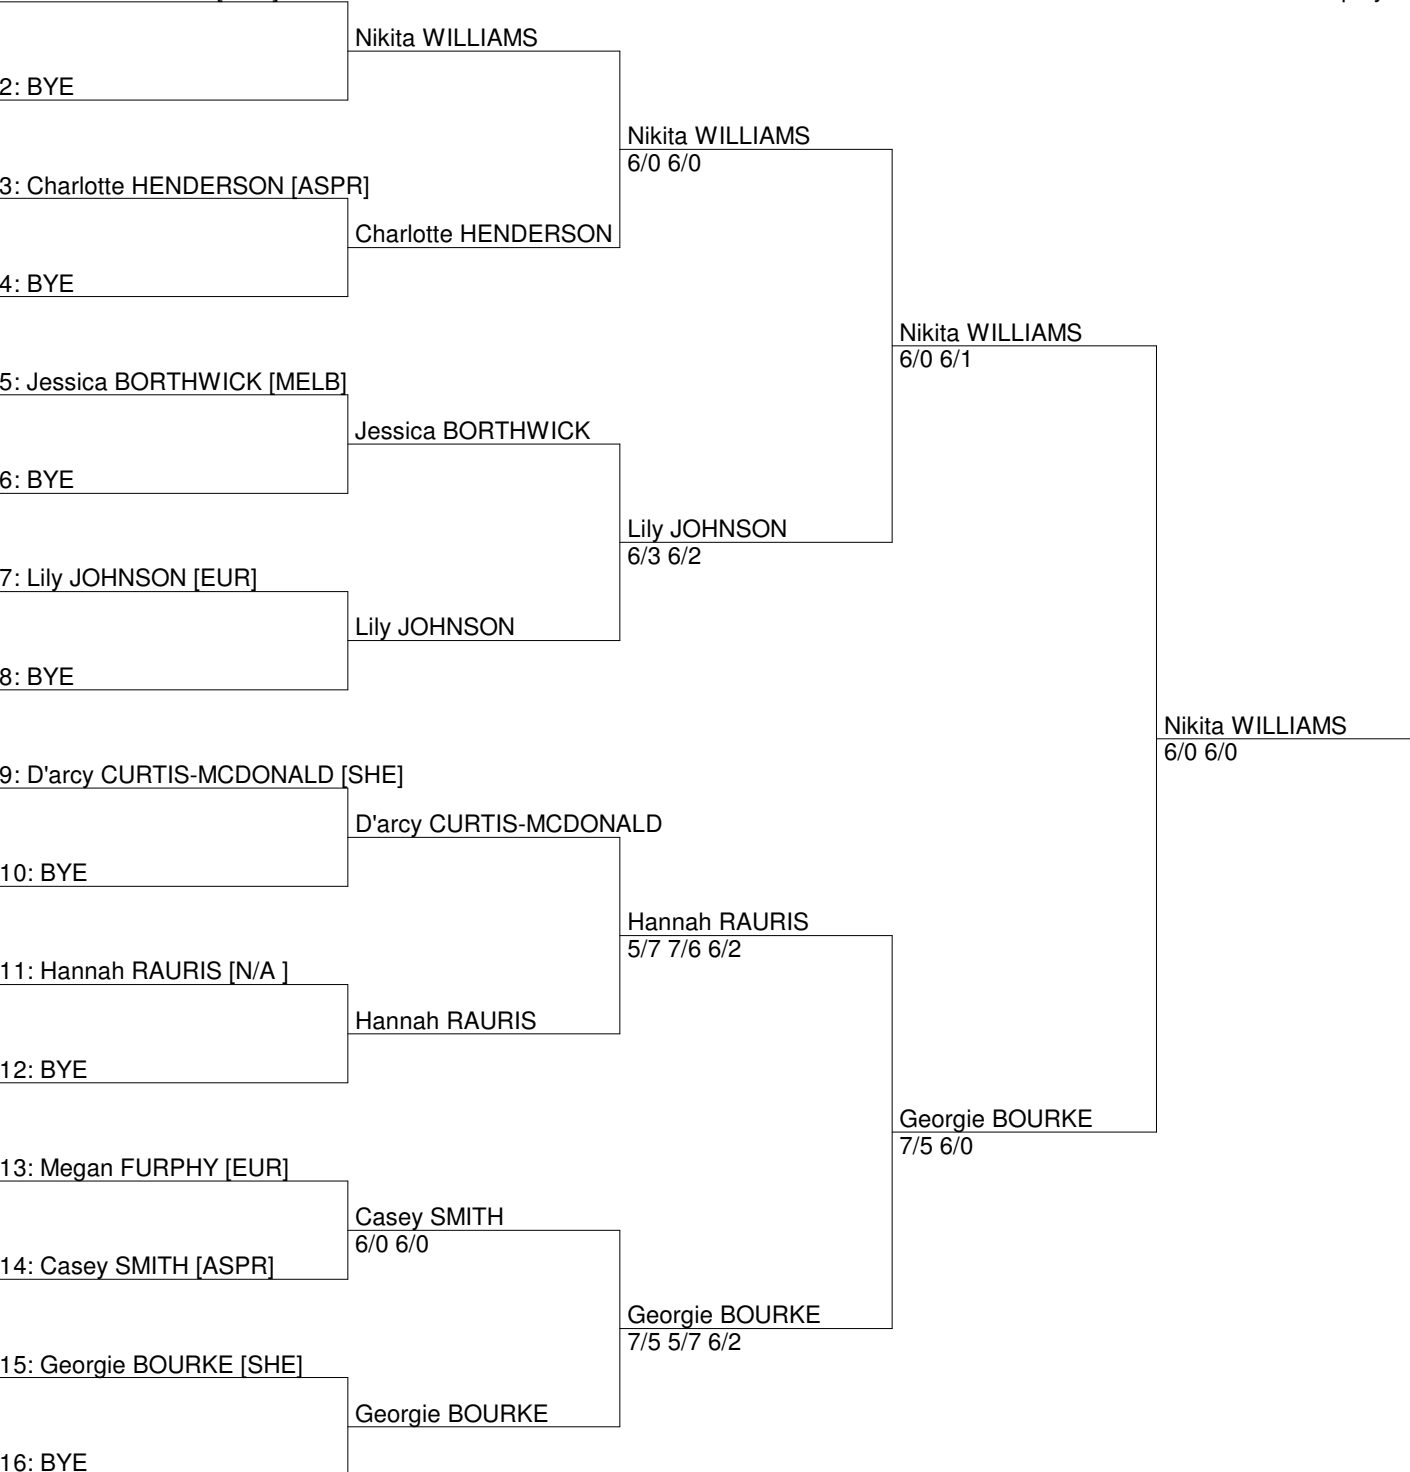 Nikita WILLIAMS
2: BYE
Nikita WILLIAMS
6/0 6/0
3: Charlotte HENDERSON [ASPR]
Charlotte HENDERSON
4: BYE
Nikita WILLIAMS
6/0 6/1
5: Jessica BORTHWICK [MELB]
Jessica BORTHWICK
6: BYE
Lily JOHNSON
6/3 6/2
7: Lily JOHNSON [EUR]
Lily JOHNSON
8: BYE
Nikita WILLIAMS
6/0 6/0
9: D'arcy CURTIS-MCDONALD [SHE]
D'arcy CURTIS-MCDONALD
10: BYE
Hannah RAURIS
5/7 7/6 6/2
11: Hannah RAURIS [N/A ]
Hannah RAURIS
12: BYE
Georgie BOURKE
7/5 6/0
13: Megan FURPHY [EUR]
Casey SMITH
6/0 6/0
14: Casey SMITH [ASPR]
Georgie BOURKE
7/5 5/7 6/2
15: Georgie BOURKE [SHE]
Georgie BOURKE
16: BYE